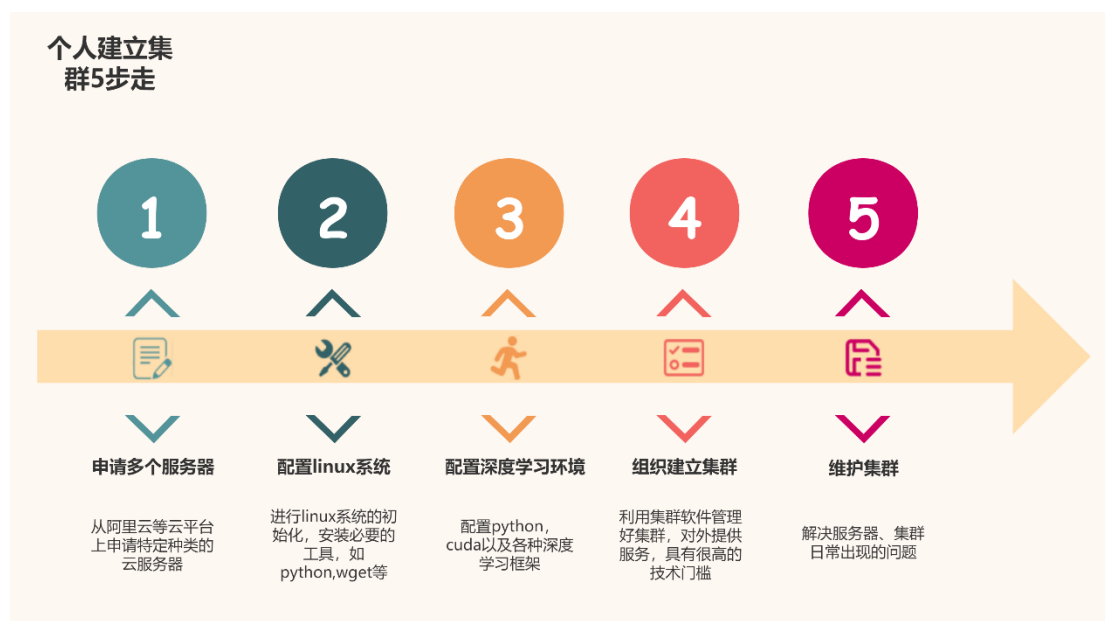 个人建立集
群5步走
1
2
3
4
5
申请多个服务器
从阿里云等云平台
上申请特定种类的
云服务器
配置linux系统
进行linux系统的初
始化，安装必要的
工具，如
python,wget等
配置深度学习环境
配置python，
cuda以及各种深度
学习框架
组织建立集群
利用集群软件管理
好集群，对外提供
服务，具有很高的
技术门槛
维护集群
解决服务器、集群
日常出现的问题